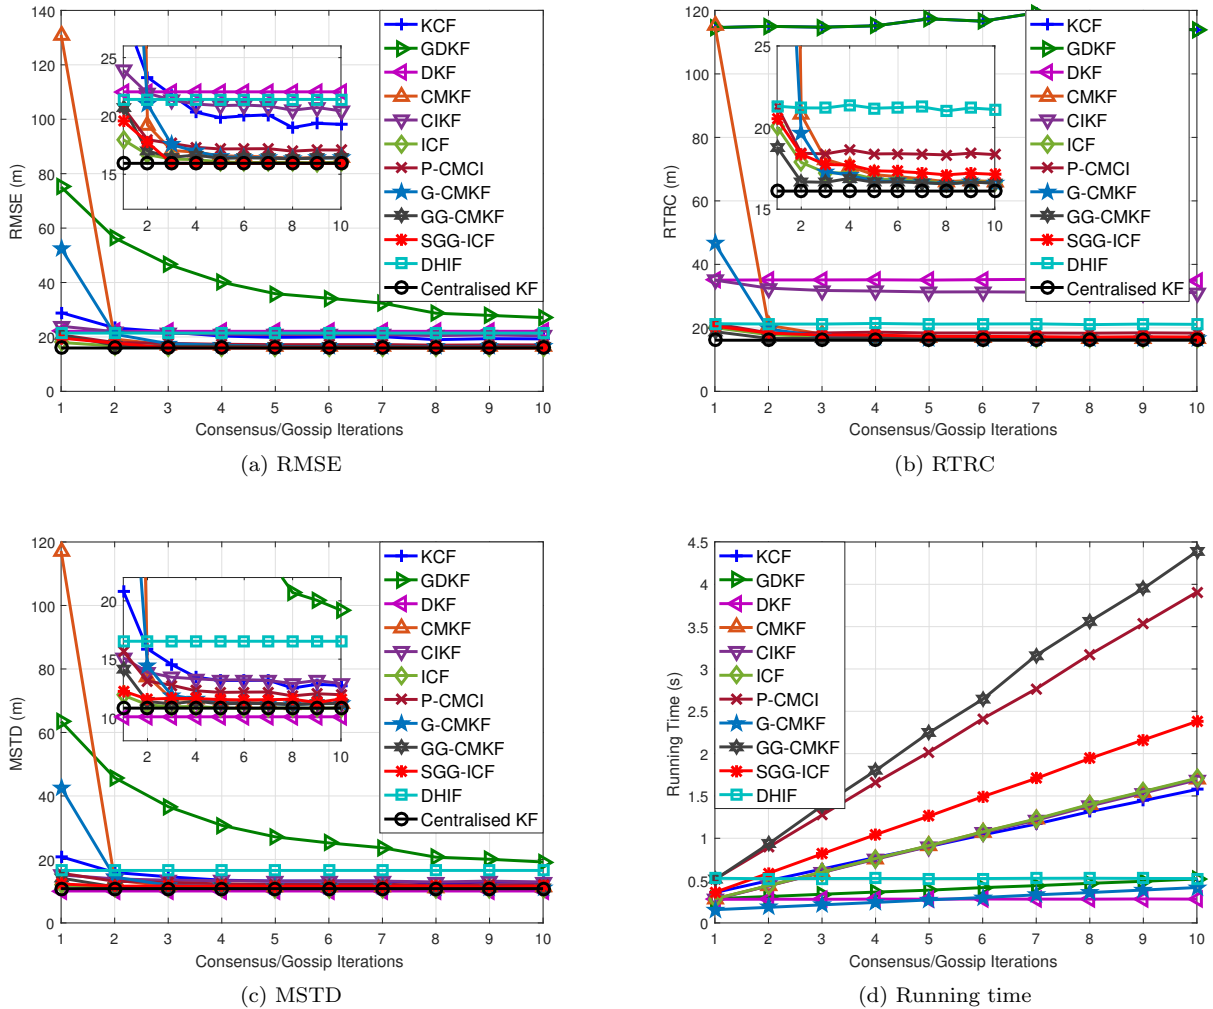 140
120
100
80
60
40
20
0
RMSE (m)
25
20
15
2 4 6 8 10
KCF
GDKF
DKF
CMKF
CIKF
ICF
P-CMCI
G-CMKF
GG-CMKF
SGG-ICF
DHIF
Centralised KF
1 2 3 4 5 6 7 8 9 10
Consensus/Gossip Iterations
(a) RMSE
120
100
80
60
40
20
0
RTRC (m)
25
20
15
2 4 6 8 10
KCF
GDKF
DKF
CMKF
CIKF
ICF
P-CMCI
G-CMKF
GG-CMKF
SGG-ICF
DHIF
Centralised KF
1 2 3 4 5 6 7 8 9 10
Consensus/Gossip Iterations
(b) RTRC
120
100
80
60
40
20
0
MSTD (m)
20
15
10
2 4 6 8 10
KCF
GDKF
DKF
CMKF
CIKF
ICF
P-CMCI
G-CMKF
GG-CMKF
SGG-ICF
DHIF
Centralised KF
1 2 3 4 5 6 7 8 9 10
Consensus/Gossip Iterations
(c) MSTD
4.5
4
3.5
3
2.5
2
1.5
1
0.5
0
Running Time (s)
KCF
GDKF
DKF
CMKF
CIKF
ICF
P-CMCI
G-CMKF
GG-CMKF
SGG-ICF
DHIF
1 2 3 4 5 6 7 8 9 10
Consensus/Gossip Iterations
(d) Running time